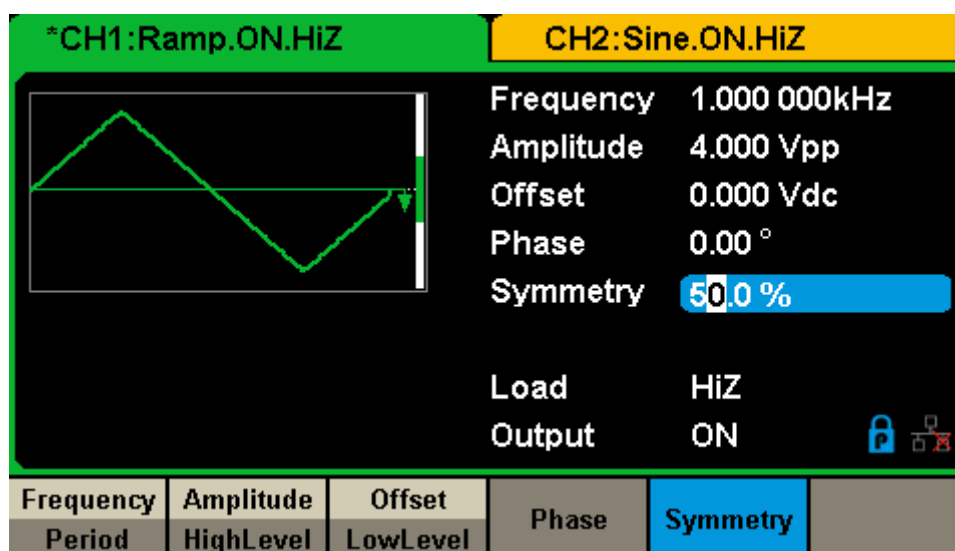 *CH1:Ramp.ON.HiZ CH2:Sine.ON.HiZ
Frequency 1.000 000kHz
Amplitude 4.000 Vpp
Offset 0.000 Vdc
Phase 0.00 °
Symmetry 50.0 %
Load HiZ
Output ON P
Frequency Amplitude Offset Phase Symmetry
Period HighLevel LowLevel